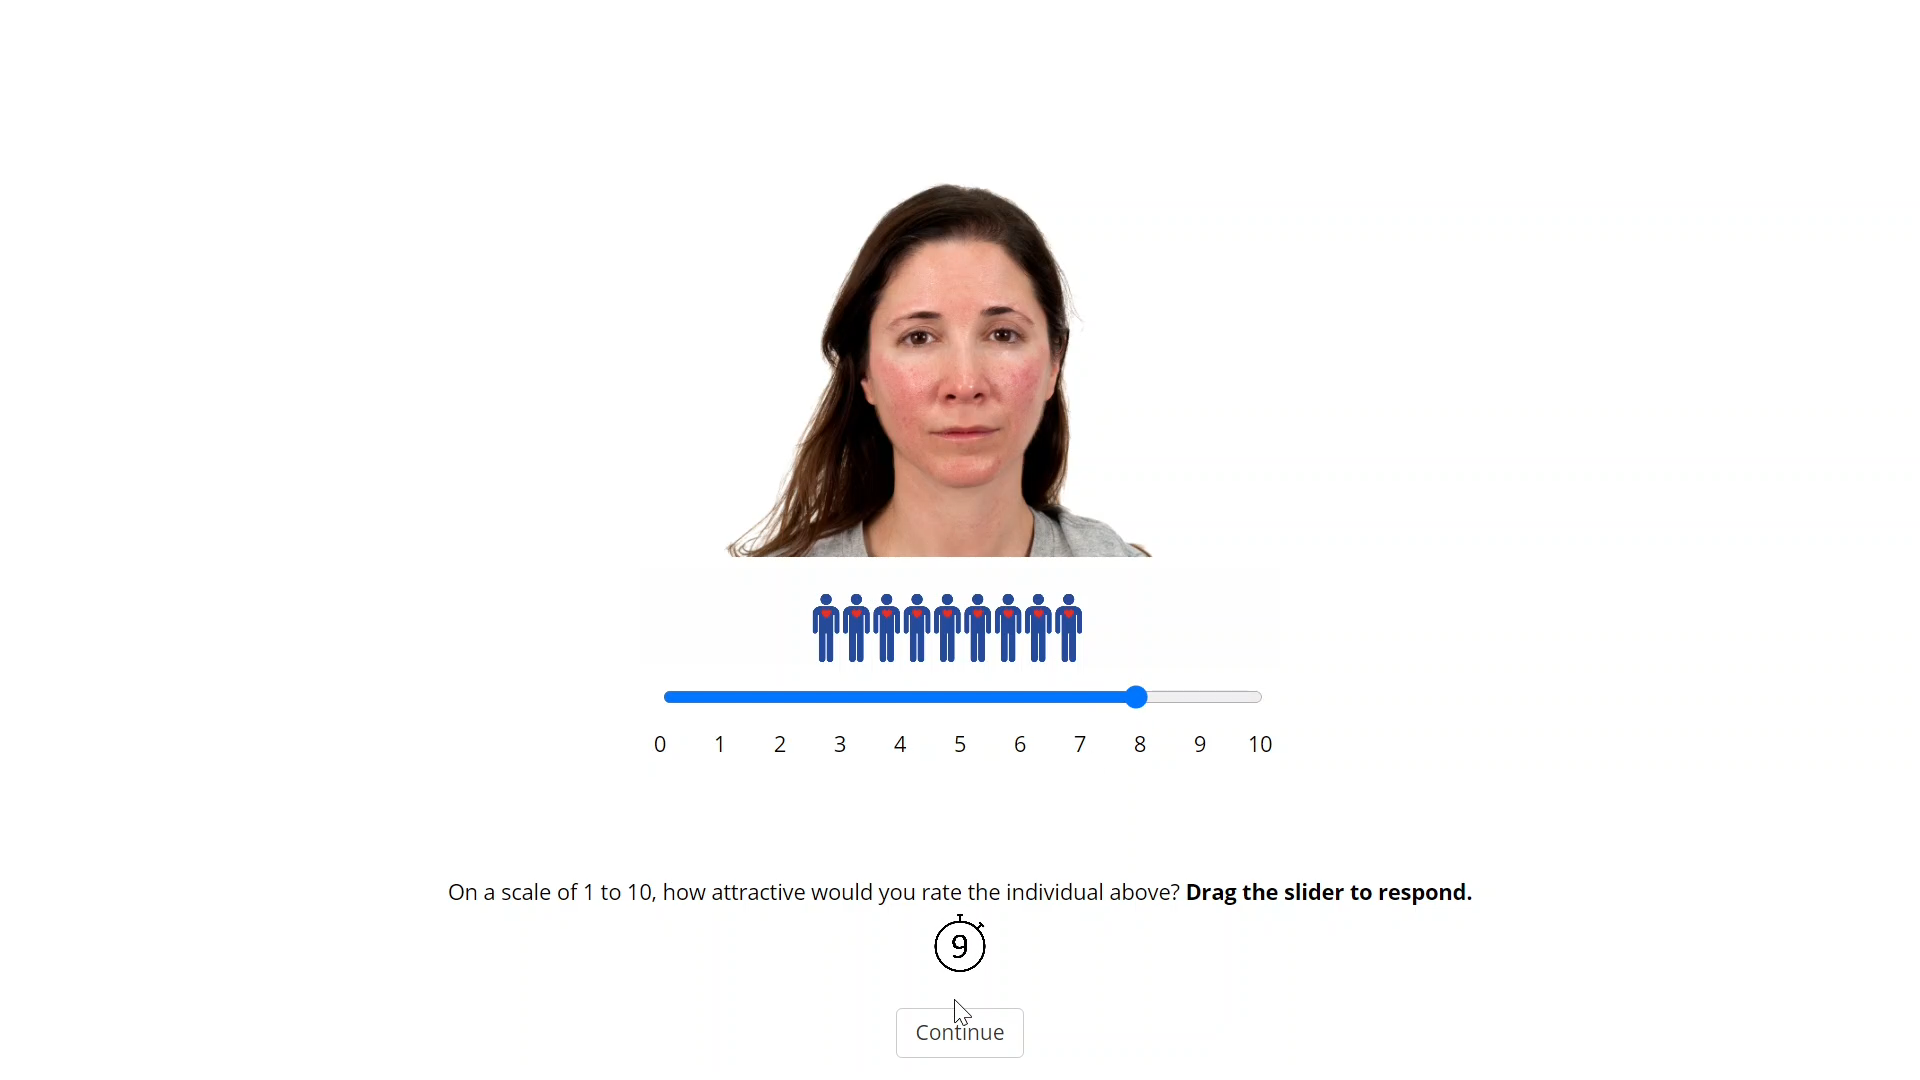 0 1 2 3 4 5 6 7 8 9 10
On a scale of 1 to 10, how attractive would you rate the individual above? Drag the slider to respond.
9
Continue